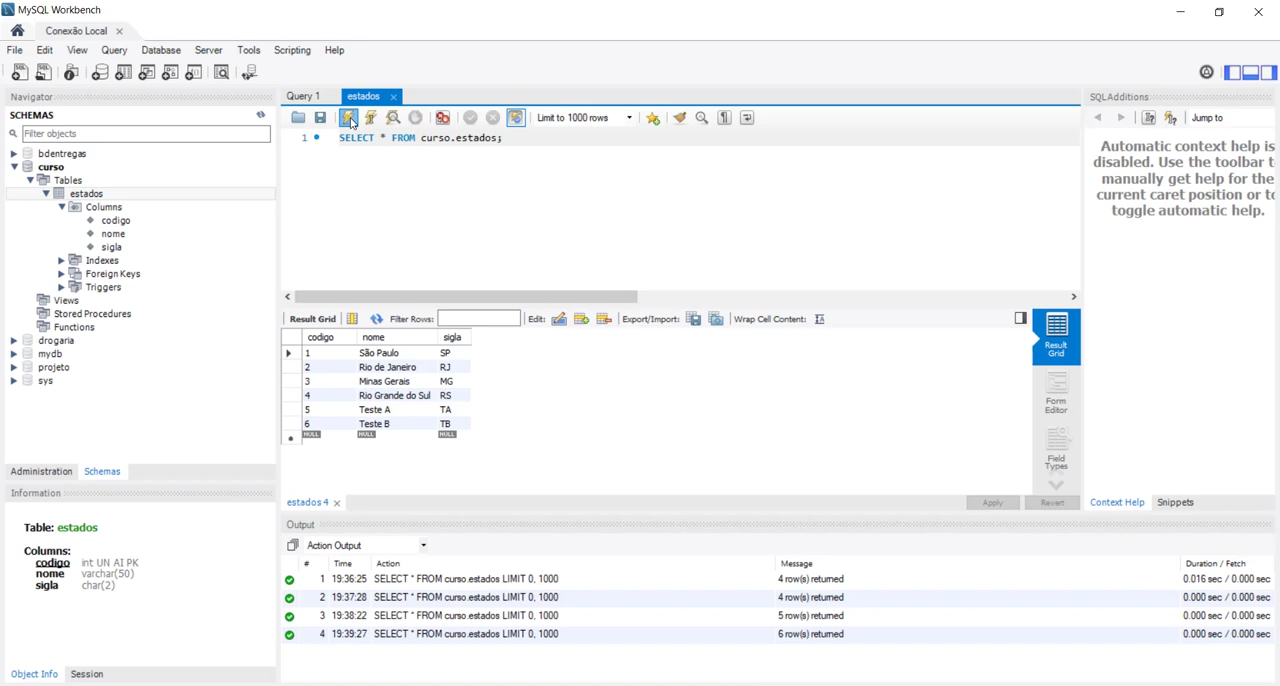 MySQL Workbench
Conexão Local
File Edit View Query Database Server Tools Scripting Help
Navigator
SCHEMAS
Filter objects
bdentregas
curso
Tables
estados
Columns
codigo
nome
sigla
Indexes
Foreign Keys
Triggers
Views
Stored Procedures
Functions
drogaria
mydb
projeto
sys
Administration Schemas
Information
Table: estados
Columns:
codigo int UN AI PK
nome varchar(50)
sigla char(2)
Object Info Session
Query 1 estados
Limit to 1000 rows
1 SELECT * FROM curso.estados;
Result Grid Filter Rows: Edit: Export/Import: Wrap Cell Content:
codigo nome sigla
1 São Paulo SP
2 Rio de Janeiro RJ
3 Minas Gerais MG
4 Rio Grande do Sul RS
5 Teste A TA
6 Teste B TB
NULL NULL NULL
Result Grid
Form Editor
Field Types
estados 4 Apply Revert
SQLAdditions
Jump to
Automatic context help is
disabled. Use the toolbar t
manually get help for the
current caret position or to
toggle automatic help.
Context Help Snippets
Output
Action Output
# Time Action Message Duration / Fetch
1 19:36:25 SELECT * FROM curso.estados LIMIT 0, 1000 4 row(s) returned 0.016 sec / 0.000 sec
2 19:37:28 SELECT * FROM curso.estados LIMIT 0, 1000 4 row(s) returned 0.000 sec / 0.000 sec
3 19:38:22 SELECT * FROM curso.estados LIMIT 0, 1000 5 row(s) returned 0.000 sec / 0.000 sec
4 19:39:27 SELECT * FROM curso.estados LIMIT 0, 1000 6 row(s) returned 0.000 sec / 0.000 sec